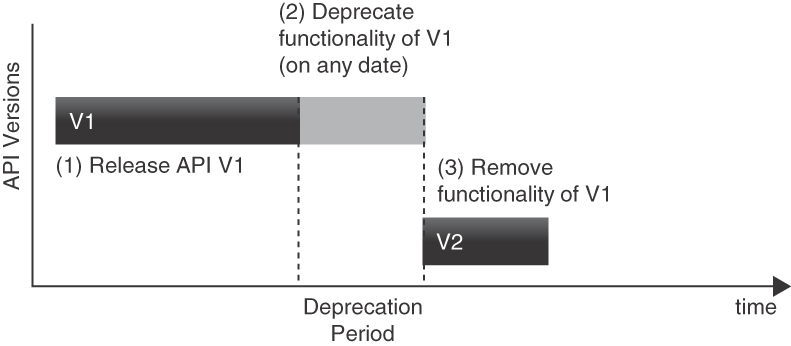 (2) Deprecate
functionality of V1
(on any date)
API Versions
V1
(1) Release API V1
(3) Remove
functionality of V1
V2
Deprecation
Period
time